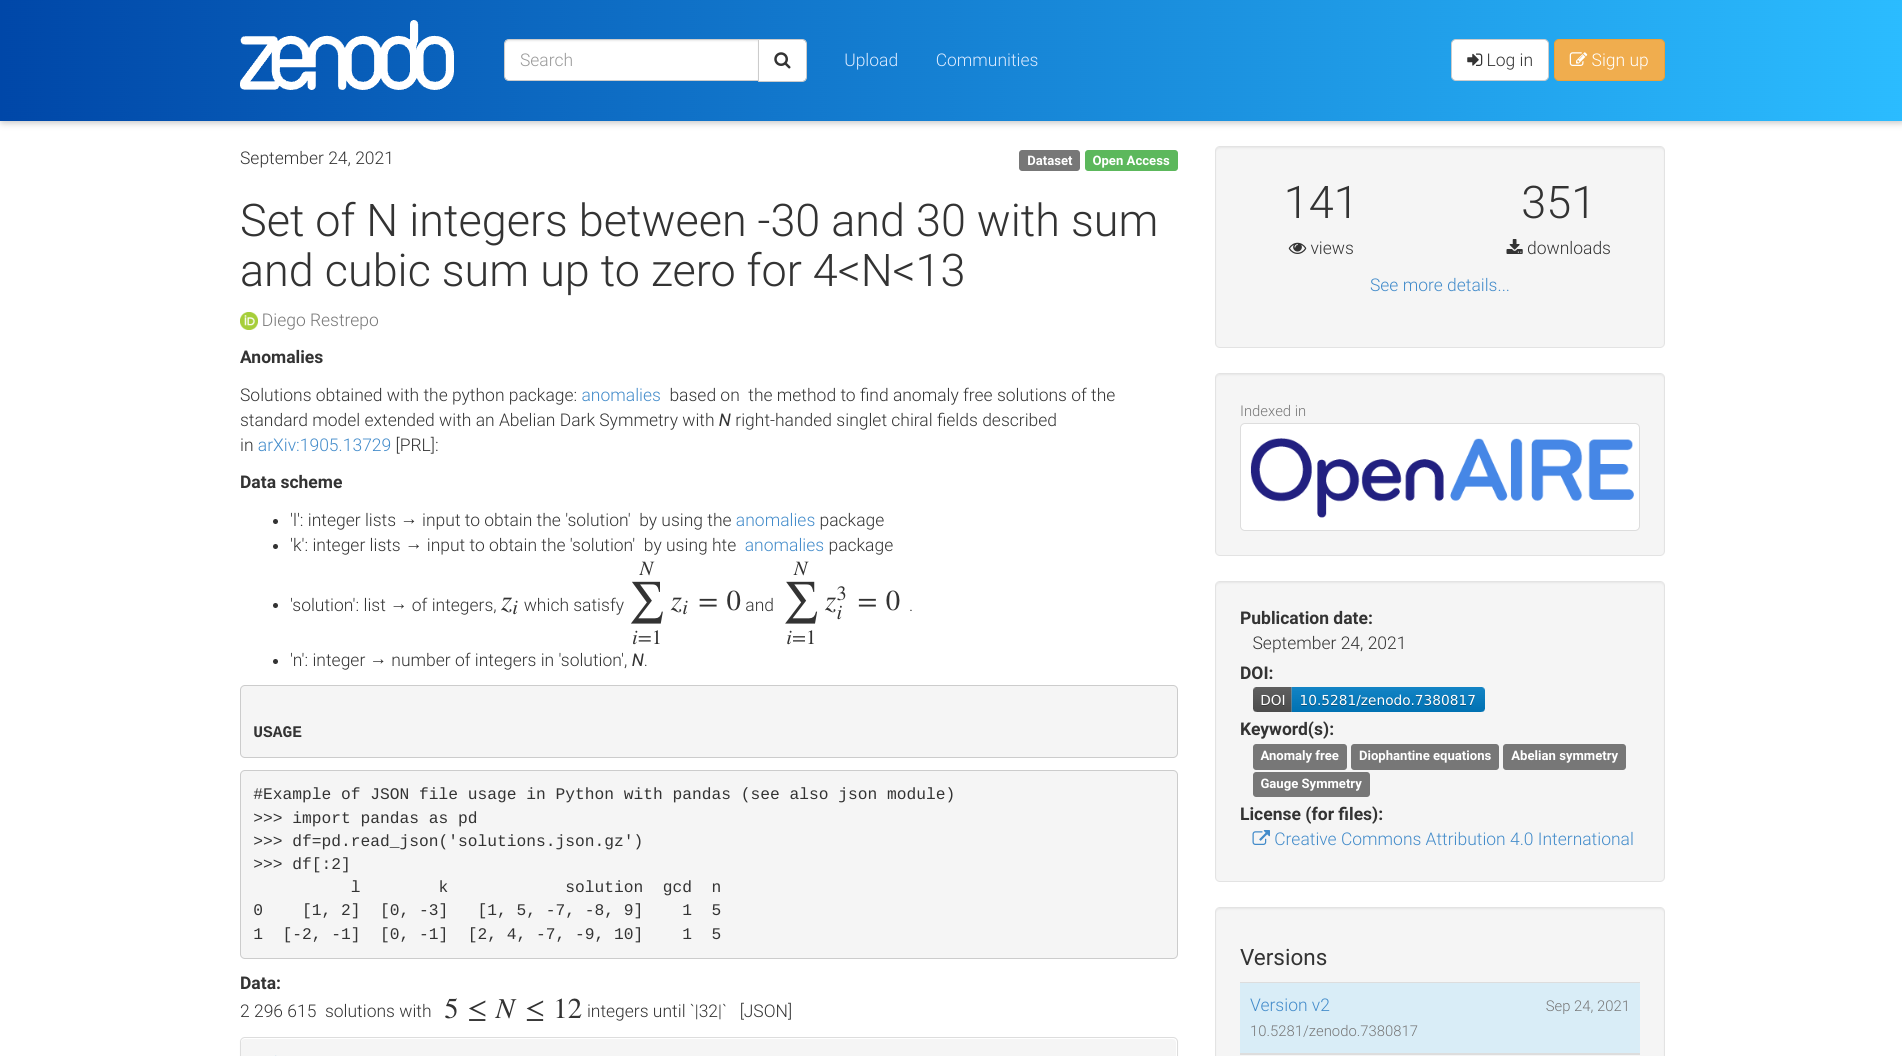 zenodo
Search
Upload
Communities
Log in
Sign up
September 24, 2021
Dataset
Open Access
Set of N integers between -30 and 30 with sum
and cubic sum up to zero for 4<N<13
iD Diego Restrepo
Anomalies
Solutions obtained with the python package: anomalies based on the method to find anomaly free solutions of the
standard model extended with an Abelian Dark Symmetry with N right-handed singlet chiral fields described
in arXiv:1905.13729 [PRL]:
Data scheme
• 'l': integer lists → input to obtain the 'solution' by using the anomalies package
• 'k': integer lists → input to obtain the 'solution' by using hte anomalies package
• 'solution': list → of integers, z_i which satisfy \sum_{i=1}^{N} z_i = 0 and \sum_{i=1}^{N} z_i^3 = 0 .
• 'n': integer → number of integers in 'solution', N.
USAGE
#Example of JSON file usage in Python with pandas (see also json module)
>>> import pandas as pd
>>> df=pd.read_json('solutions.json.gz')
>>> df[:2]
          l        k            solution  gcd  n
0    [1, 2]  [0, -3]   [1, 5, -7, -8, 9]    1  5
1  [-2, -1]  [0, -1]  [2, 4, -7, -9, 10]    1  5
Data:
2 296 615 solutions with 5 ≤ N ≤ 12 integers until `|32|` [JSON]
141
views
351
downloads
See more details...
Indexed in
OpenAIRE
Publication date:
September 24, 2021
DOI:
DOI 10.5281/zenodo.7380817
Keyword(s):
Anomaly free
Diophantine equations
Abelian symmetry
Gauge Symmetry
License (for files):
Creative Commons Attribution 4.0 International
Versions
Version v2
Sep 24, 2021
10.5281/zenodo.7380817